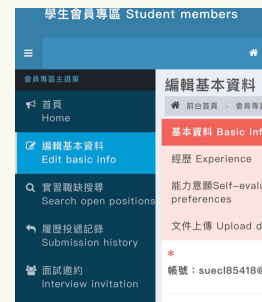 學生會員專區 Student members
會員專區主選單
首頁
Home
編輯基本資料
Edit basic info
實習職缺搜尋
Search open positions
履歷投遞記錄
Submission history
面試邀約
Interview invitation
編輯基本資料
前台首頁 > 會員專
基本資料 Basic inf
經歷 Experience
能力意願Self-evalu
preferences
文件上傳 Upload d
*
帳號：suecl85418@